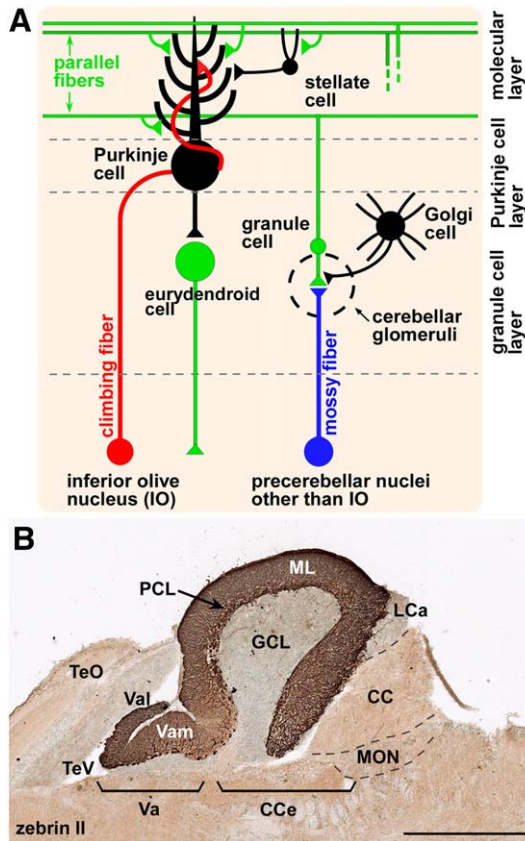 A
parallel
fibers
Purkinje
cell
stellate
cell
granule
cell
Golgi
cell
eurydendroid
cell
cerebellar
glomeruli
climbing fiber
mossy fiber
inferior olive
nucleus (IO)
precerebellar nuclei
other than IO
molecular
layer
Purkinje cell
layer
granule cell
layer
B
ML
PCL
LCa
GCL
TeO
CC
Val
Vam
MON
TeV
Va
CCe
zebrin II